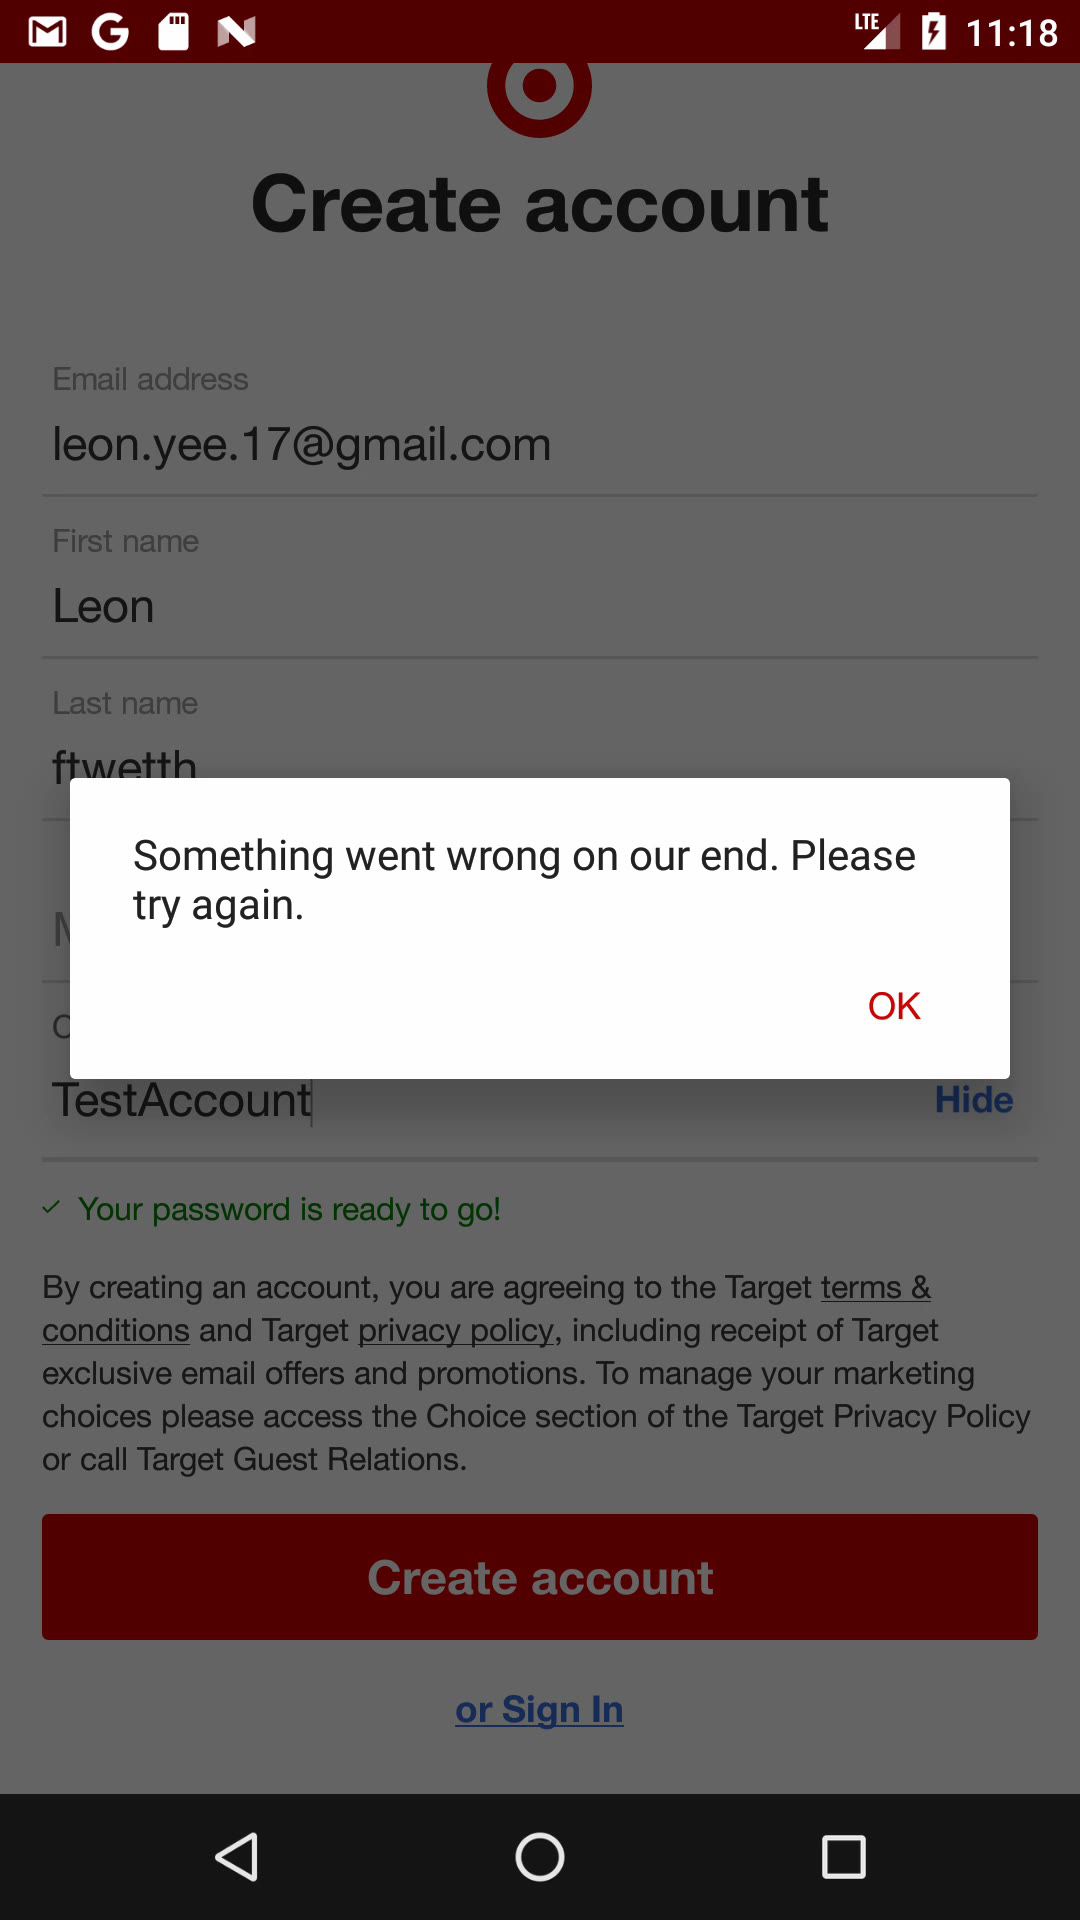 LTE 11:18
Create account
Email address
leon.yee.17@gmail.com
First name
Leon
Last name
ftwetth
Something went wrong on our end. Please
try again.
OK
TestAccount
Hide
Your password is ready to go!
By creating an account, you are agreeing to the Target terms &
conditions and Target privacy policy, including receipt of Target
exclusive email offers and promotions. To manage your marketing
choices please access the Choice section of the Target Privacy Policy
or call Target Guest Relations.
Create account
or Sign In